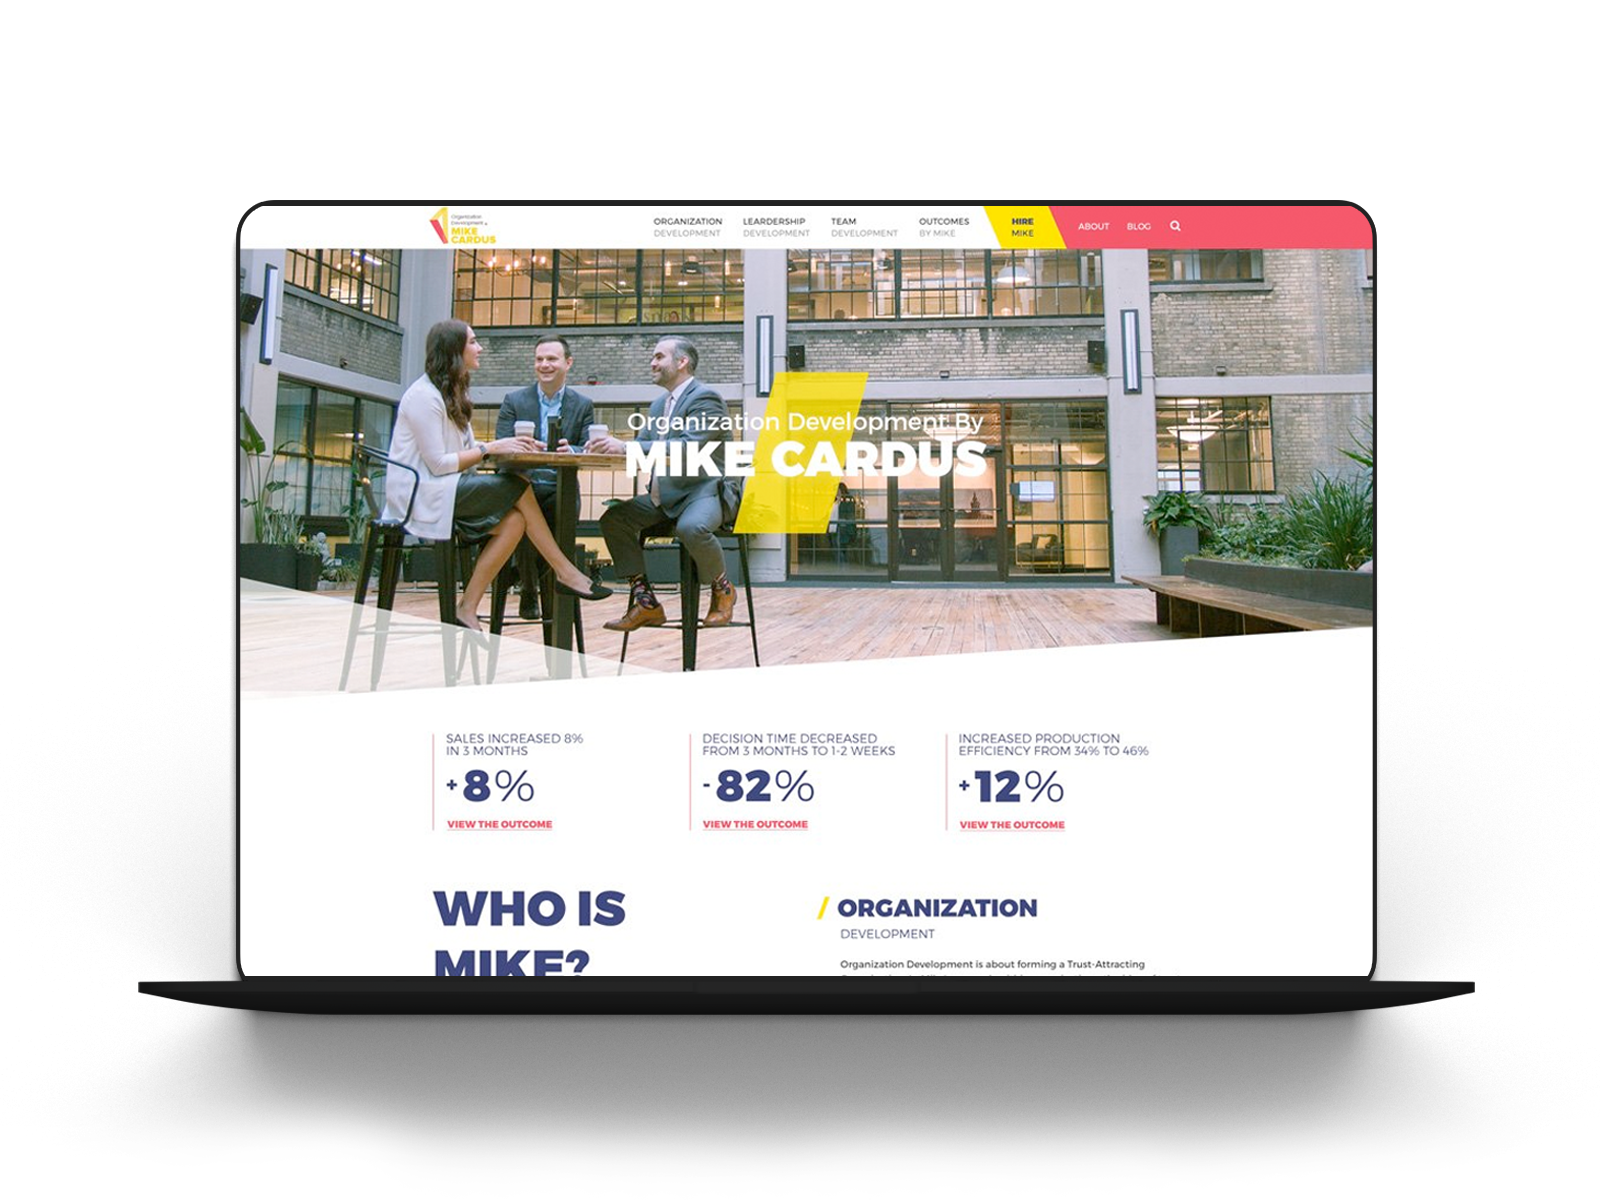 Organization
Development
MIKE
CARDUS
ORGANIZATION
DEVELOPMENT
LEARDERSHIP
DEVELOPMENT
TEAM
DEVELOPMENT
OUTCOMES
BY MIKE
HIRE
MIKE
ABOUT
BLOG
Organization Development By
MIKE CARDUS
SALES INCREASED 8%
IN 3 MONTHS
+8%
VIEW THE OUTCOME
DECISION TIME DECREASED
FROM 3 MONTHS TO 1-2 WEEKS
-82%
VIEW THE OUTCOME
INCREASED PRODUCTION
EFFICIENCY FROM 34% TO 46%
+12%
VIEW THE OUTCOME
WHO IS
MIKE?
/ ORGANIZATION
DEVELOPMENT
Organization Development is about forming a Trust-Attracting